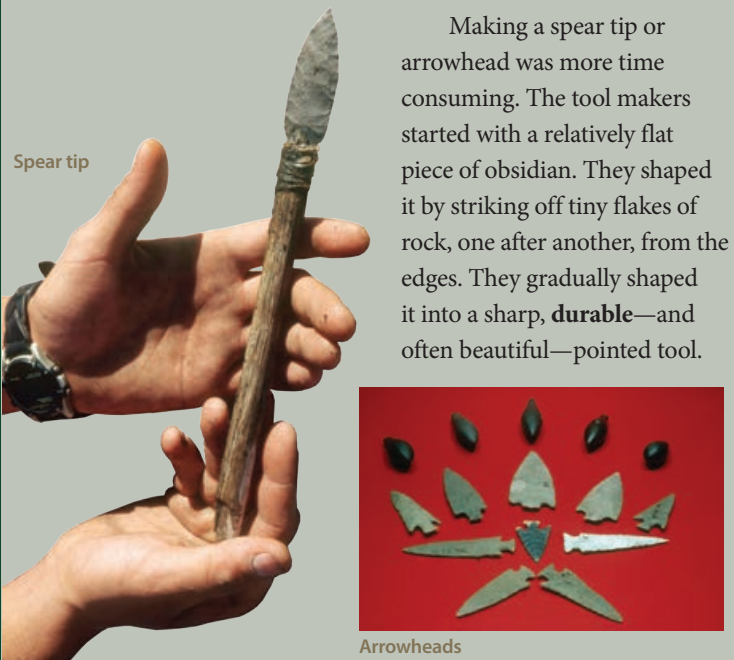 Spear tip
Making a spear tip or
arrowhead was more time
consuming. The tool makers
started with a relatively flat
piece of obsidian. They shaped
it by striking off tiny flakes of
rock, one after another, from the
edges. They gradually shaped
it into a sharp, durable—and
often beautiful—pointed tool.
Arrowheads